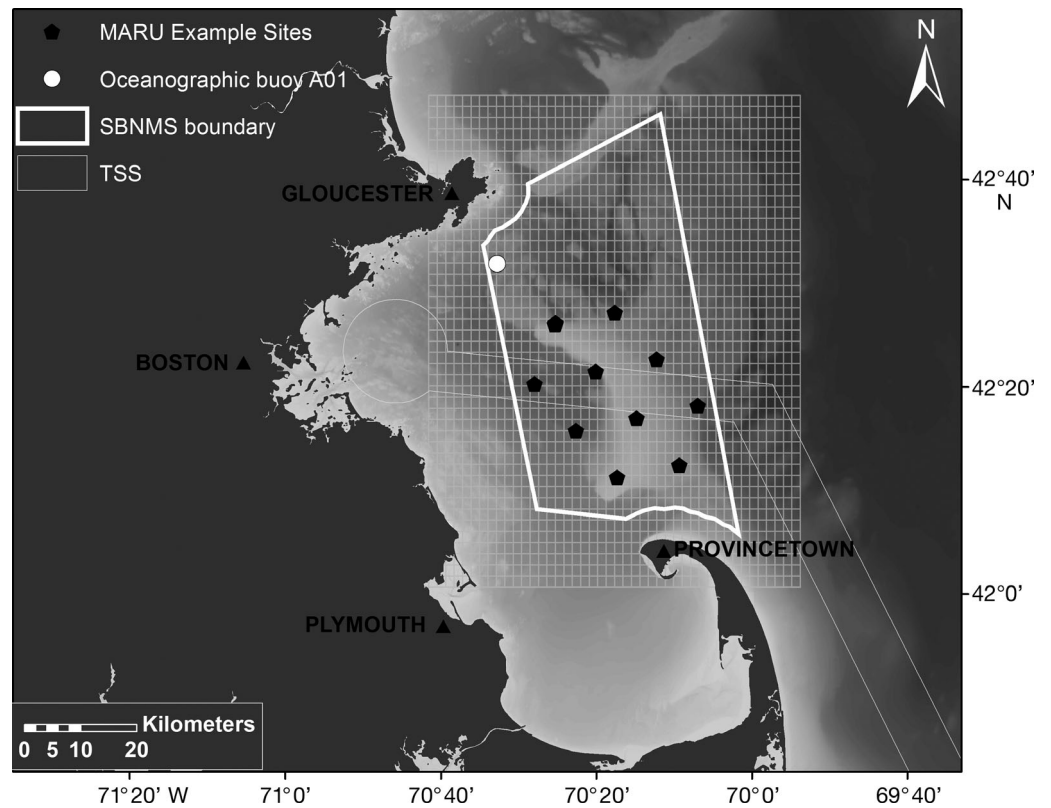 MARU Example Sites
Oceanographic buoy A01
SBNMS boundary
TSS
N
GLOUCESTER
BOSTON
PROVINCETOWN
PLYMOUTH
42°40'
N
42°20'
42°0'
Kilometers
0 5 10 20
71°20' W 71°0' 70°40' 70°20' 70°0' 69°40'